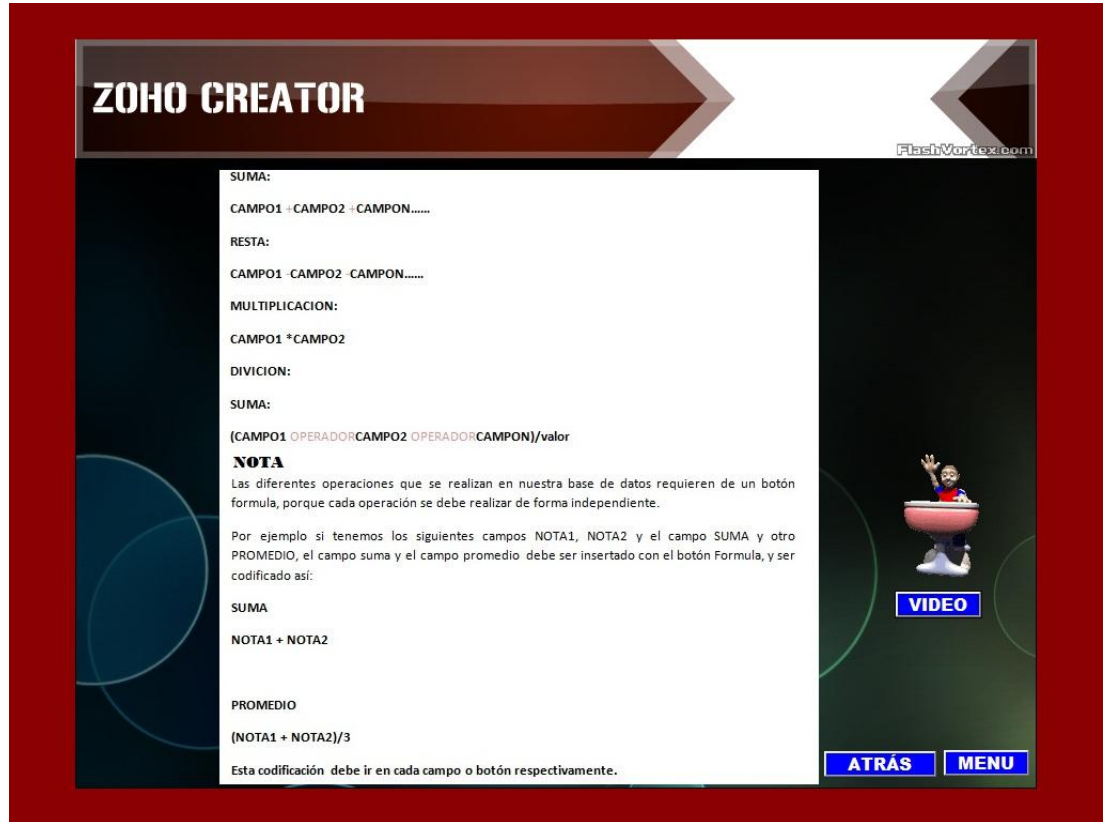 ZOHO CREATOR
FlashVortex.com
SUMA:
CAMPO1 +CAMPO2 +CAMPON......
RESTA:
CAMPO1 -CAMPO2 -CAMPON......
MULTIPLICACION:
CAMPO1 *CAMPO2
DIVICION:
SUMA:
(CAMPO1 OPERADORCAMPO2 OPERADORCAMPON)/valor
NOTA
Las diferentes operaciones que se realizan en nuestra base de datos requieren de un botón
formula, porque cada operación se debe realizar de forma independiente.
Por ejemplo si tenemos los siguientes campos NOTA1, NOTA2 y el campo SUMA y otro
PROMEDIO, el campo suma y el campo promedio debe ser insertado con el botón Formula, y ser
codificado así:
SUMA
NOTA1 + NOTA2
PROMEDIO
(NOTA1 + NOTA2)/3
Esta codificación debe ir en cada campo o botón respectivamente.
VIDEO
ATRÁS
MENU